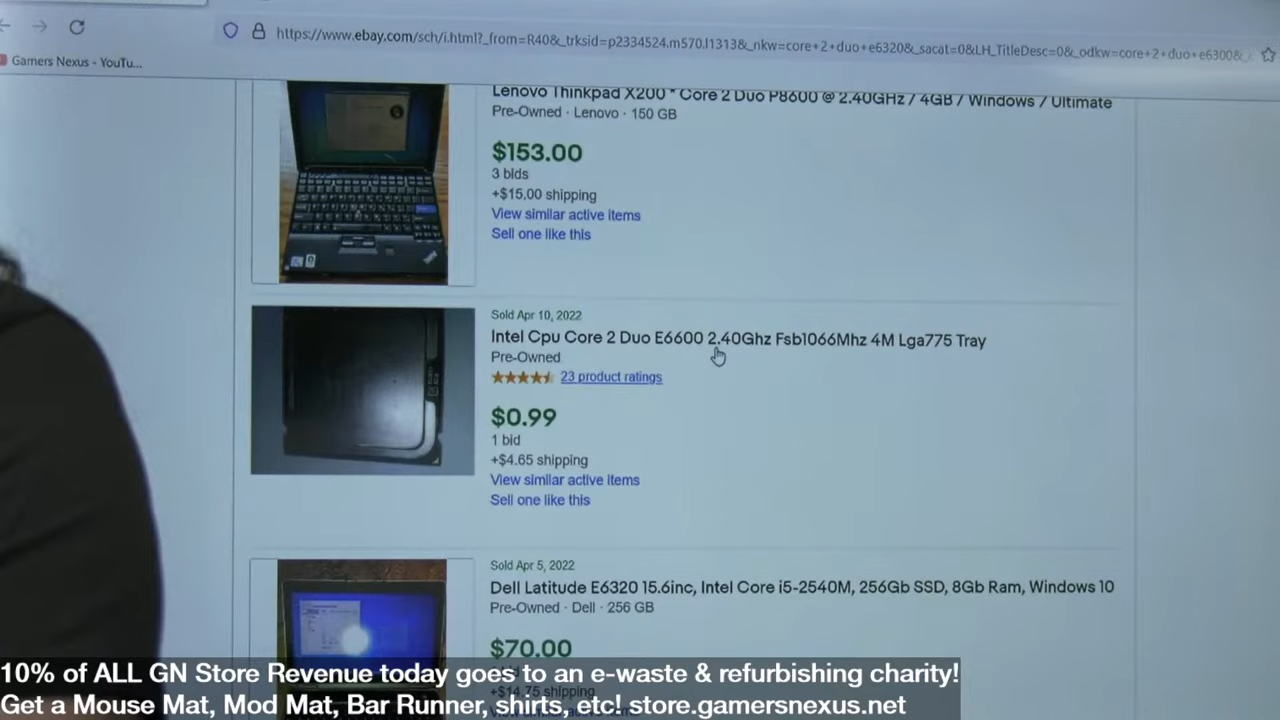 https://www.ebay.com/sch/i.html?_from=R40&_trksid=p2334524.m570.l1313&_nkw=core+2+duo+e6320&_sacat=0&LH_TitleDesc=0&_odkw=core+2+duo+e6300&
Gamers Nexus - YouTu...
Lenovo Thinkpad X200 * Core 2 Duo P8600 @ 2.40GHz / 4GB / Windows 7 Ultimate
Pre-Owned · Lenovo · 150 GB
$153.00
3 bids
+$15.00 shipping
View similar active items
Sell one like this
Sold Apr 10, 2022
Intel Cpu Core 2 Duo E6600 2.40Ghz Fsb1066Mhz 4M Lga775 Tray
Pre-Owned
23 product ratings
$0.99
1 bid
+$4.65 shipping
View similar active items
Sell one like this
Sold Apr 5, 2022
Dell Latitude E6320 15.6inc, Intel Core i5-2540M, 256Gb SSD, 8Gb Ram, Windows 10
Pre-Owned · Dell · 256 GB
$70.00
+$14.75 shipping
10% of ALL GN Store Revenue today goes to an e-waste & refurbishing charity!
Get a Mouse Mat, Mod Mat, Bar Runner, shirts, etc! store.gamersnexus.net